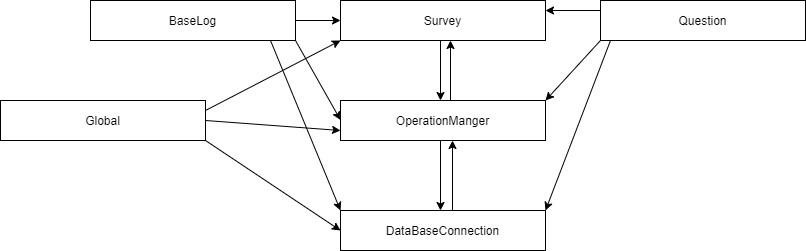 BaseLog
Survey
Question
Global
OperationManger
DataBaseConnection